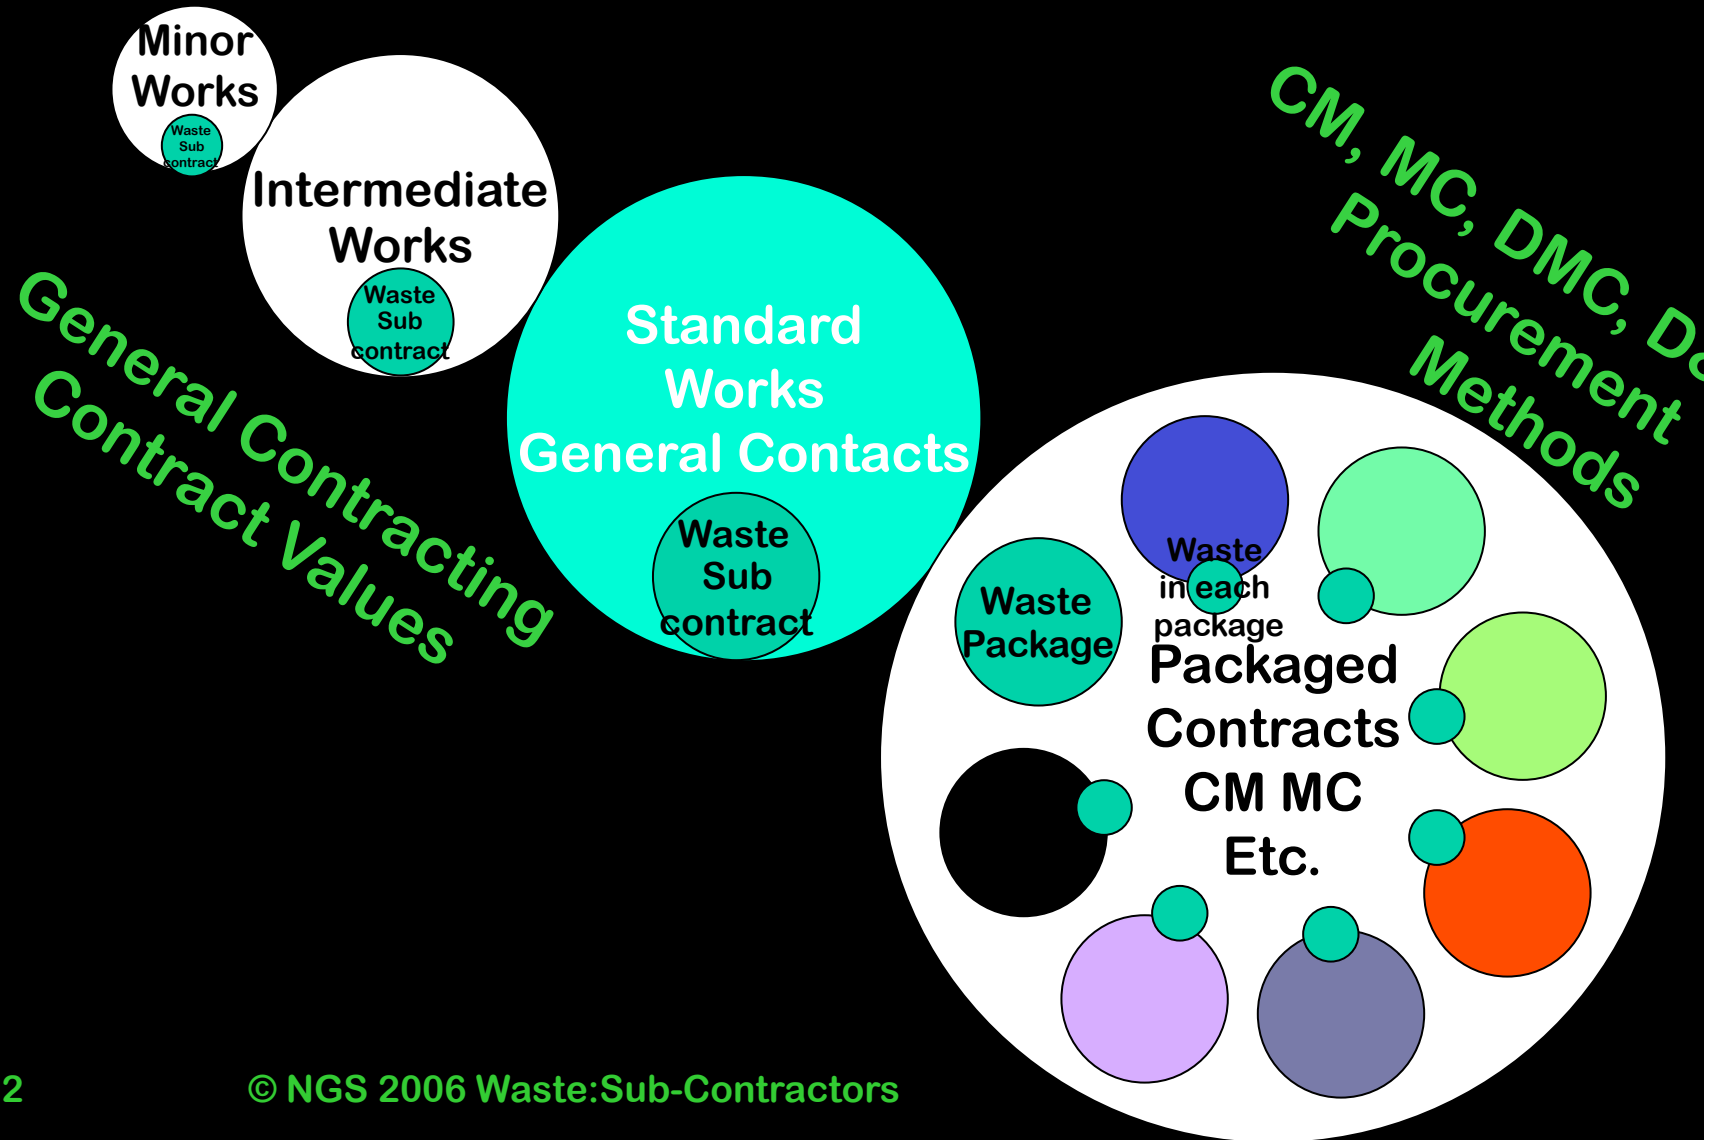 Minor
Works
Waste
Sub
contract
Intermediate
Works
Waste
Sub
contract
General Contracting
Contract Values
Standard
Works
General Contacts
Waste
Sub
contract
CM, MC, DMC, D&
Procurement
Methods
Waste
Package
Waste
in each
package
Packaged
Contracts
CM MC
Etc.
2
© NGS 2006 Waste:Sub-Contractors